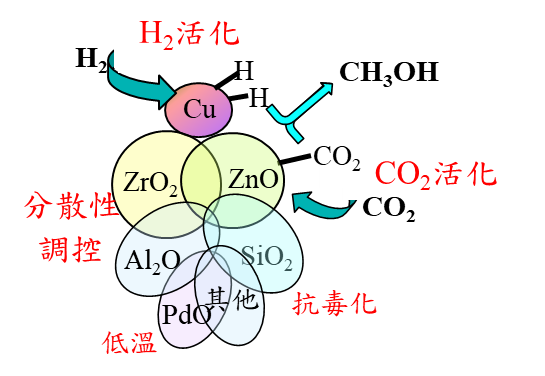 H₂活化
H₂
H
H
CH₃OH
Cu
CO₂
ZrO₂
ZnO
CO₂活化
CO₂
分散性
調控
Al₂O
SiO₂
其他
PdO
抗毒化
低溫